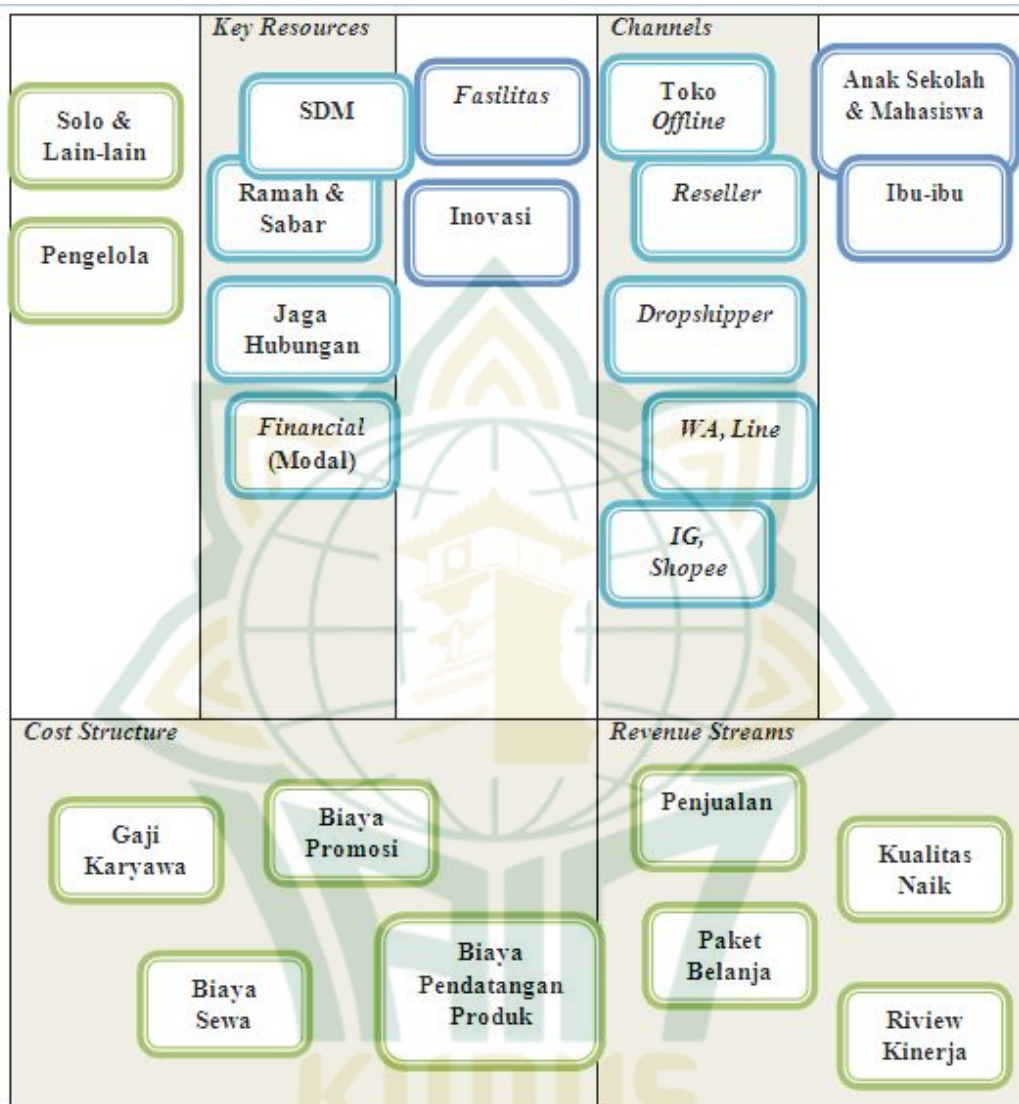 Key Resources
Channels
Solo &
Lain-lain
Pengelola
SDM
Ramah &
Sabar
Jaga
Hubungan
Financial
(Modal)
Fasilitas
Inovasi
Toko
Offline
Reseller
Dropshipper
WA, Line
IG,
Shopee
Anak Sekolah
& Mahasiswa
Ibu-ibu
Cost Structure
Gaji
Karyawa
Biaya
Promosi
Biaya
Sewa
Biaya
Pendatangan
Produk
Revenue Streams
Penjualan
Kualitas
Naik
Paket
Belanja
Riview
Kinerja
KUDUS